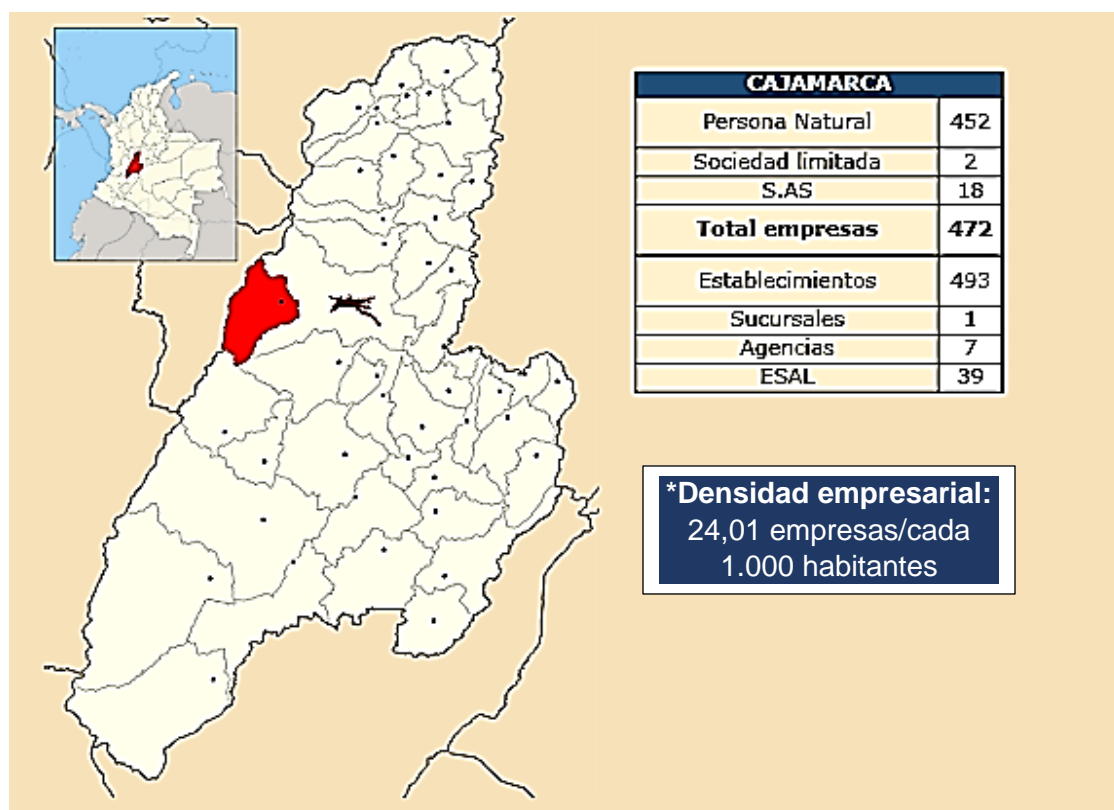 CAJAMARCA
Persona Natural 452
Sociedad limitada 2
S.AS 18
Total empresas 472
Establecimientos 493
Sucursales 1
Agencias 7
ESAL 39
*Densidad empresarial:
24,01 empresas/cada
1.000 habitantes